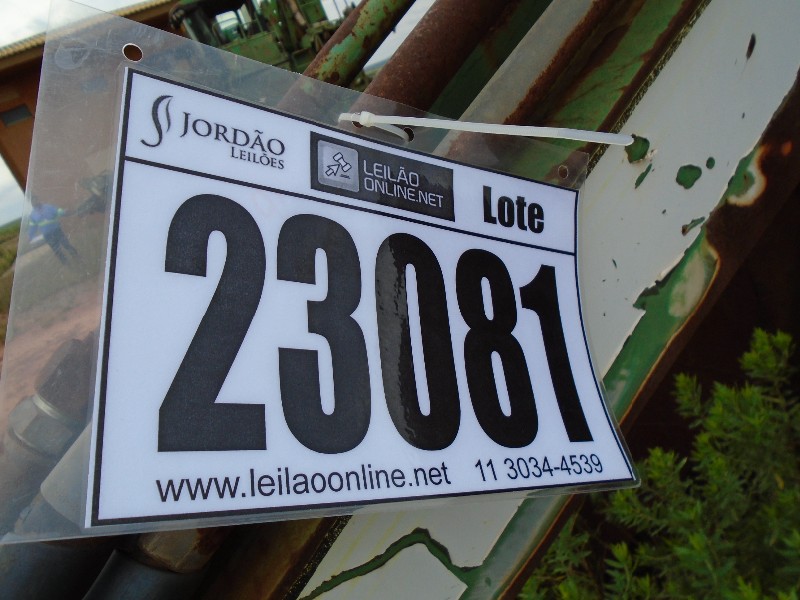 JORDÃO
LEILÕES
LEILÃO
ONLINE.NET
Lote
23081
www.leilaoonline.net 11 3034-4539